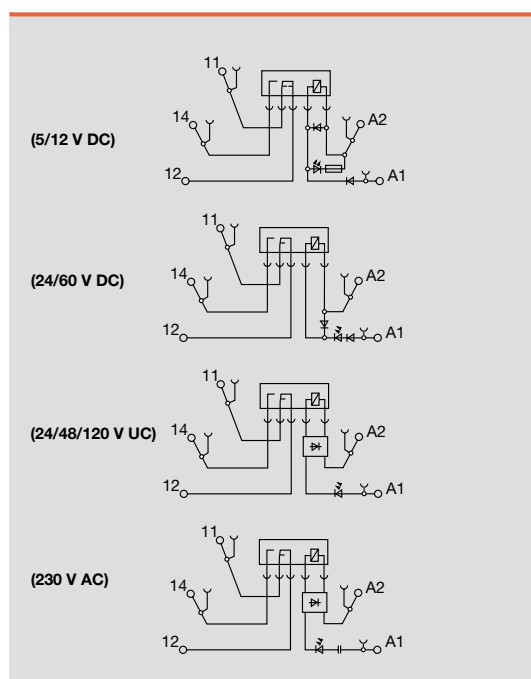 11
14
A2
(5/12 V DC)
12
A1
11
14
A2
(24/60 V DC)
12
A1
11
14
A2
(24/48/120 V UC)
12
A1
11
14
A2
(230 V AC)
12
A1